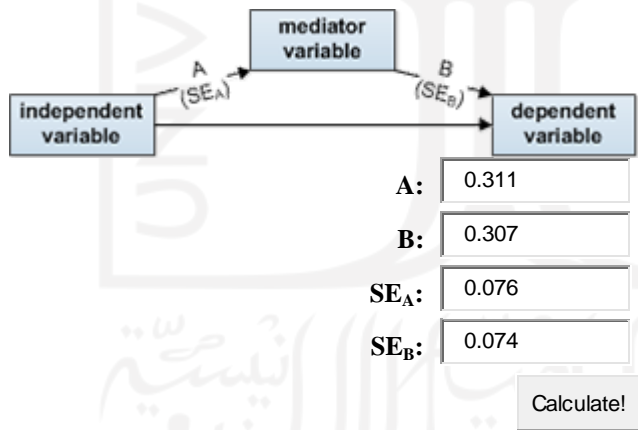 mediator
variable
A
(SEA)
B
(SEB)
independent
variable
dependent
variable
A: 0.311
B: 0.307
SEA: 0.076
SEB: 0.074
Calculate!